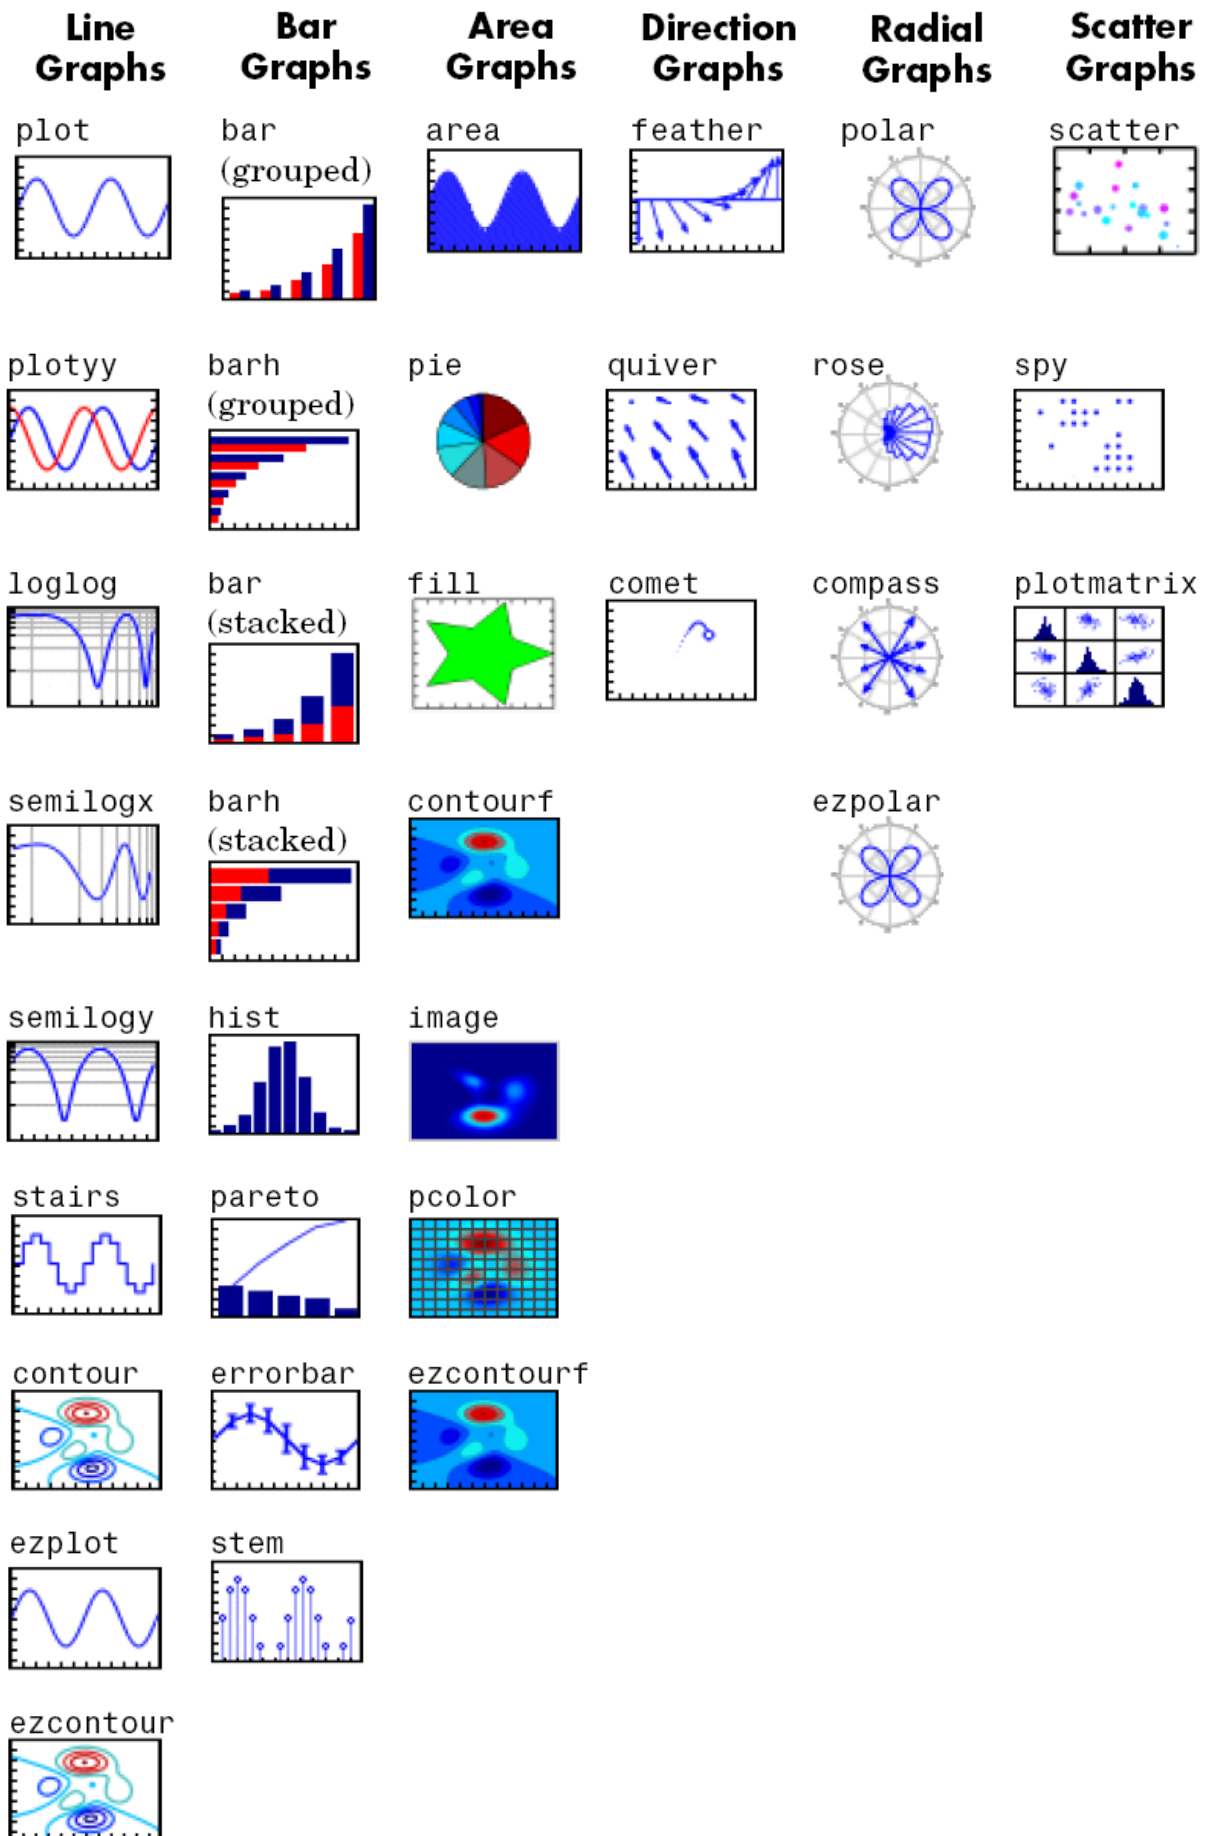 Line Graphs
Bar Graphs
Area Graphs
Direction Graphs
Radial Graphs
Scatter Graphs
plot
bar
(grouped)
area
feather
polar
scatter
plotyy
barh
(grouped)
pie
quiver
rose
spy
loglog
bar
(stacked)
fill
comet
compass
plotmatrix
semilogx
barh
(stacked)
contourf
ezpolar
semilogy
hist
image
stairs
pareto
pcolor
contour
errorbar
ezcontourf
ezplot
stem
ezcontour